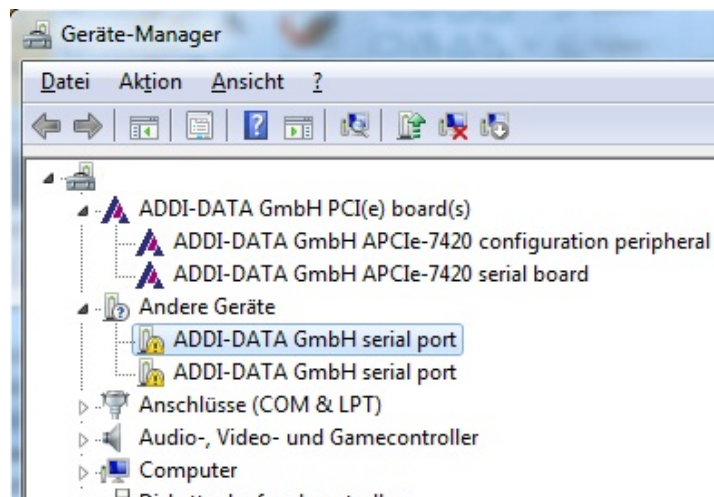 Geräte-Manager
Datei Aktion Ansicht ?
ADDI-DATA GmbH PCI(e) board(s)
ADDI-DATA GmbH APCIe-7420 configuration peripheral
ADDI-DATA GmbH APCIe-7420 serial board
Andere Geräte
ADDI-DATA GmbH serial port
ADDI-DATA GmbH serial port
Anschlüsse (COM & LPT)
Audio-, Video- und Gamecontroller
Computer